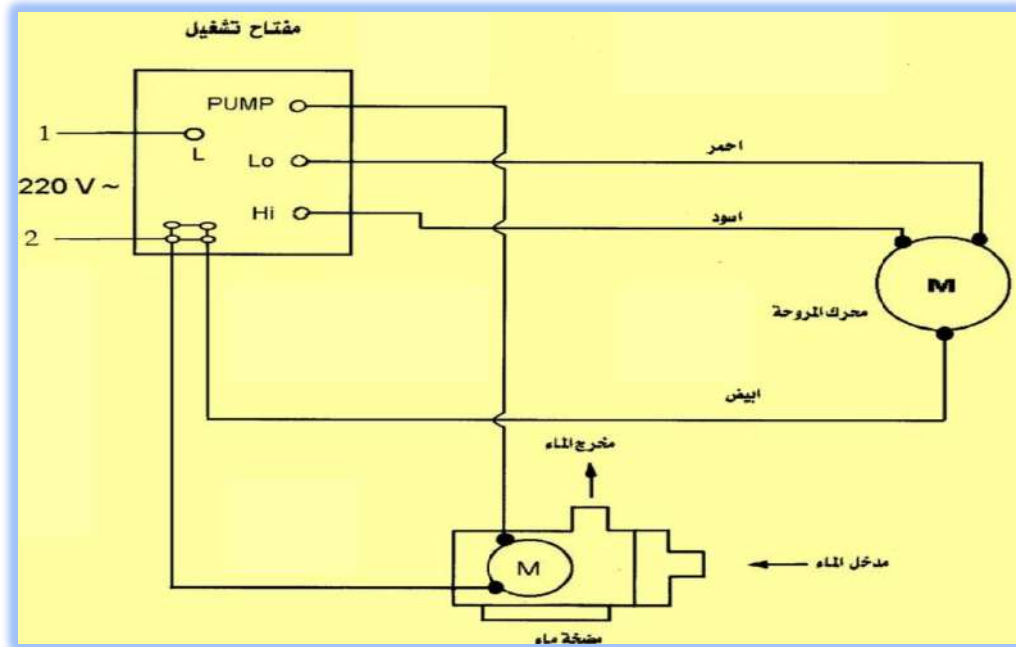 مفتاح تشغيل
PUMP
1
L
Lo
احمر
220 V ~
Hi
اسود
2
M
محرك المروحة
ابيض
مخرج الماء
M
مدخل الماء
مضخة ماء